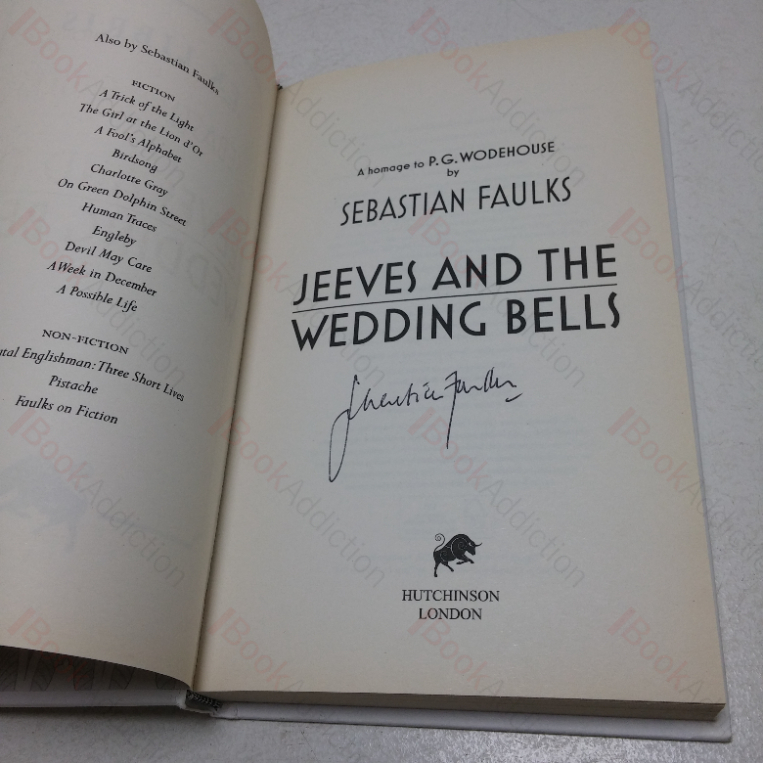 Also by Sebastian Faulks
FICTION
A Trick of the Light
The Girl at the Lion d'Or
A Fool's Alphabet
Birdsong
Charlotte Gray
On Green Dolphin Street
Human Traces
Engleby
Devil May Care
A Week in December
A Possible Life
NON-FICTION
Englishman: Three Short Lives
Pistache
Faulks on Fiction
A homage to P.G. WODEHOUSE
by
SEBASTIAN FAULKS
JEEVES AND THE
WEDDING BELLS
Sebastian Faulks
HUTCHINSON
LONDON
BookAddiction